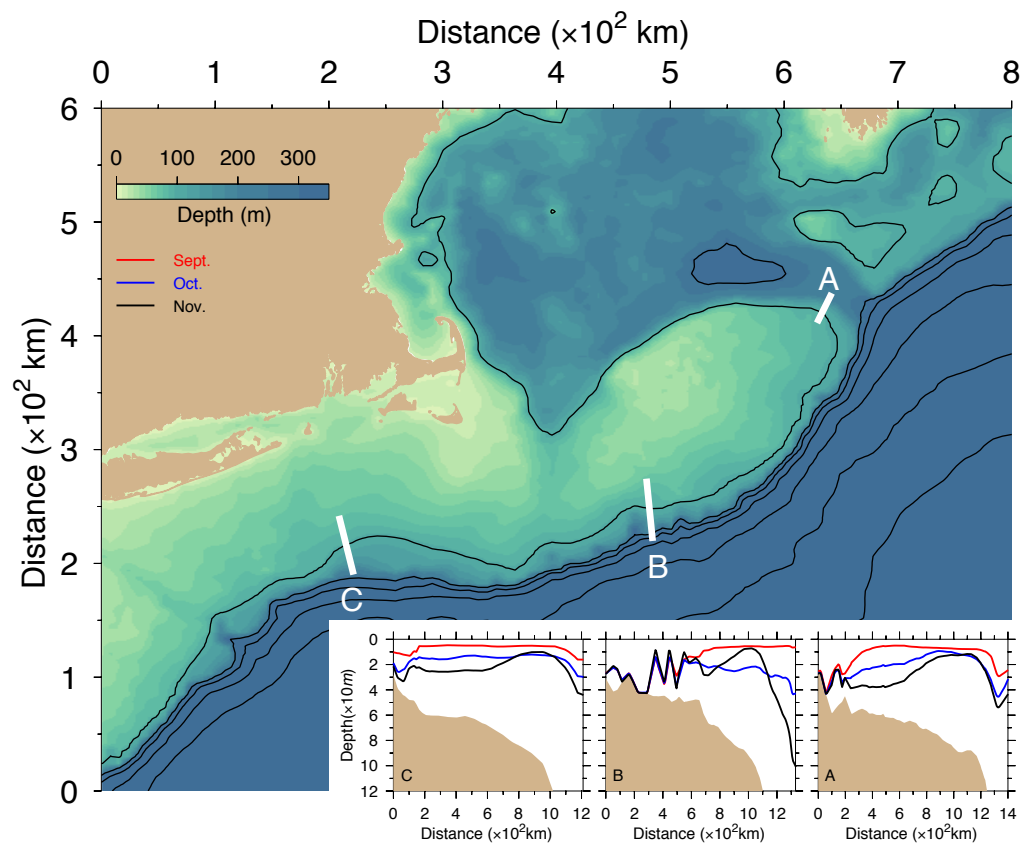 Distance (×10² km)
0 1 2 3 4 5 6 7 8
Distance (×10² km)
6
5
4
3
2
1
0
0 100 200 300
Depth (m)
Sept.
Oct.
Nov.
A
B
C
Depth(×10m)
0
2
4
6
8
10
12
C
0 2 4 6 8 10 12
Distance (×10²km)
B
0 2 4 6 8 10 12
Distance (×10²km)
A
0 2 4 6 8 10 12 14
Distance (×10²km)